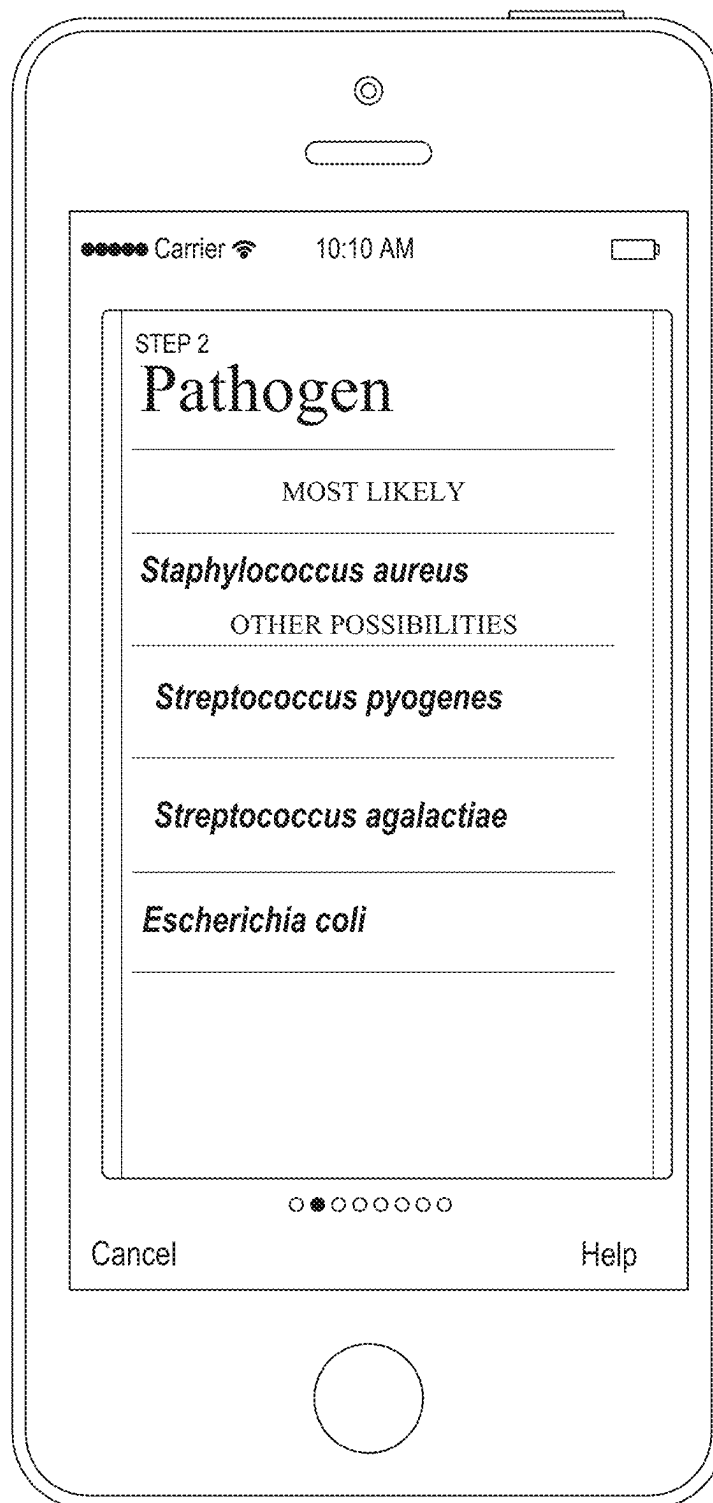 Carrier 10:10 AM
STEP 2
Pathogen
MOST LIKELY
Staphylococcus aureus
OTHER POSSIBILITIES
Streptococcus pyogenes
Streptococcus agalactiae
Escherichia coli
Cancel Help